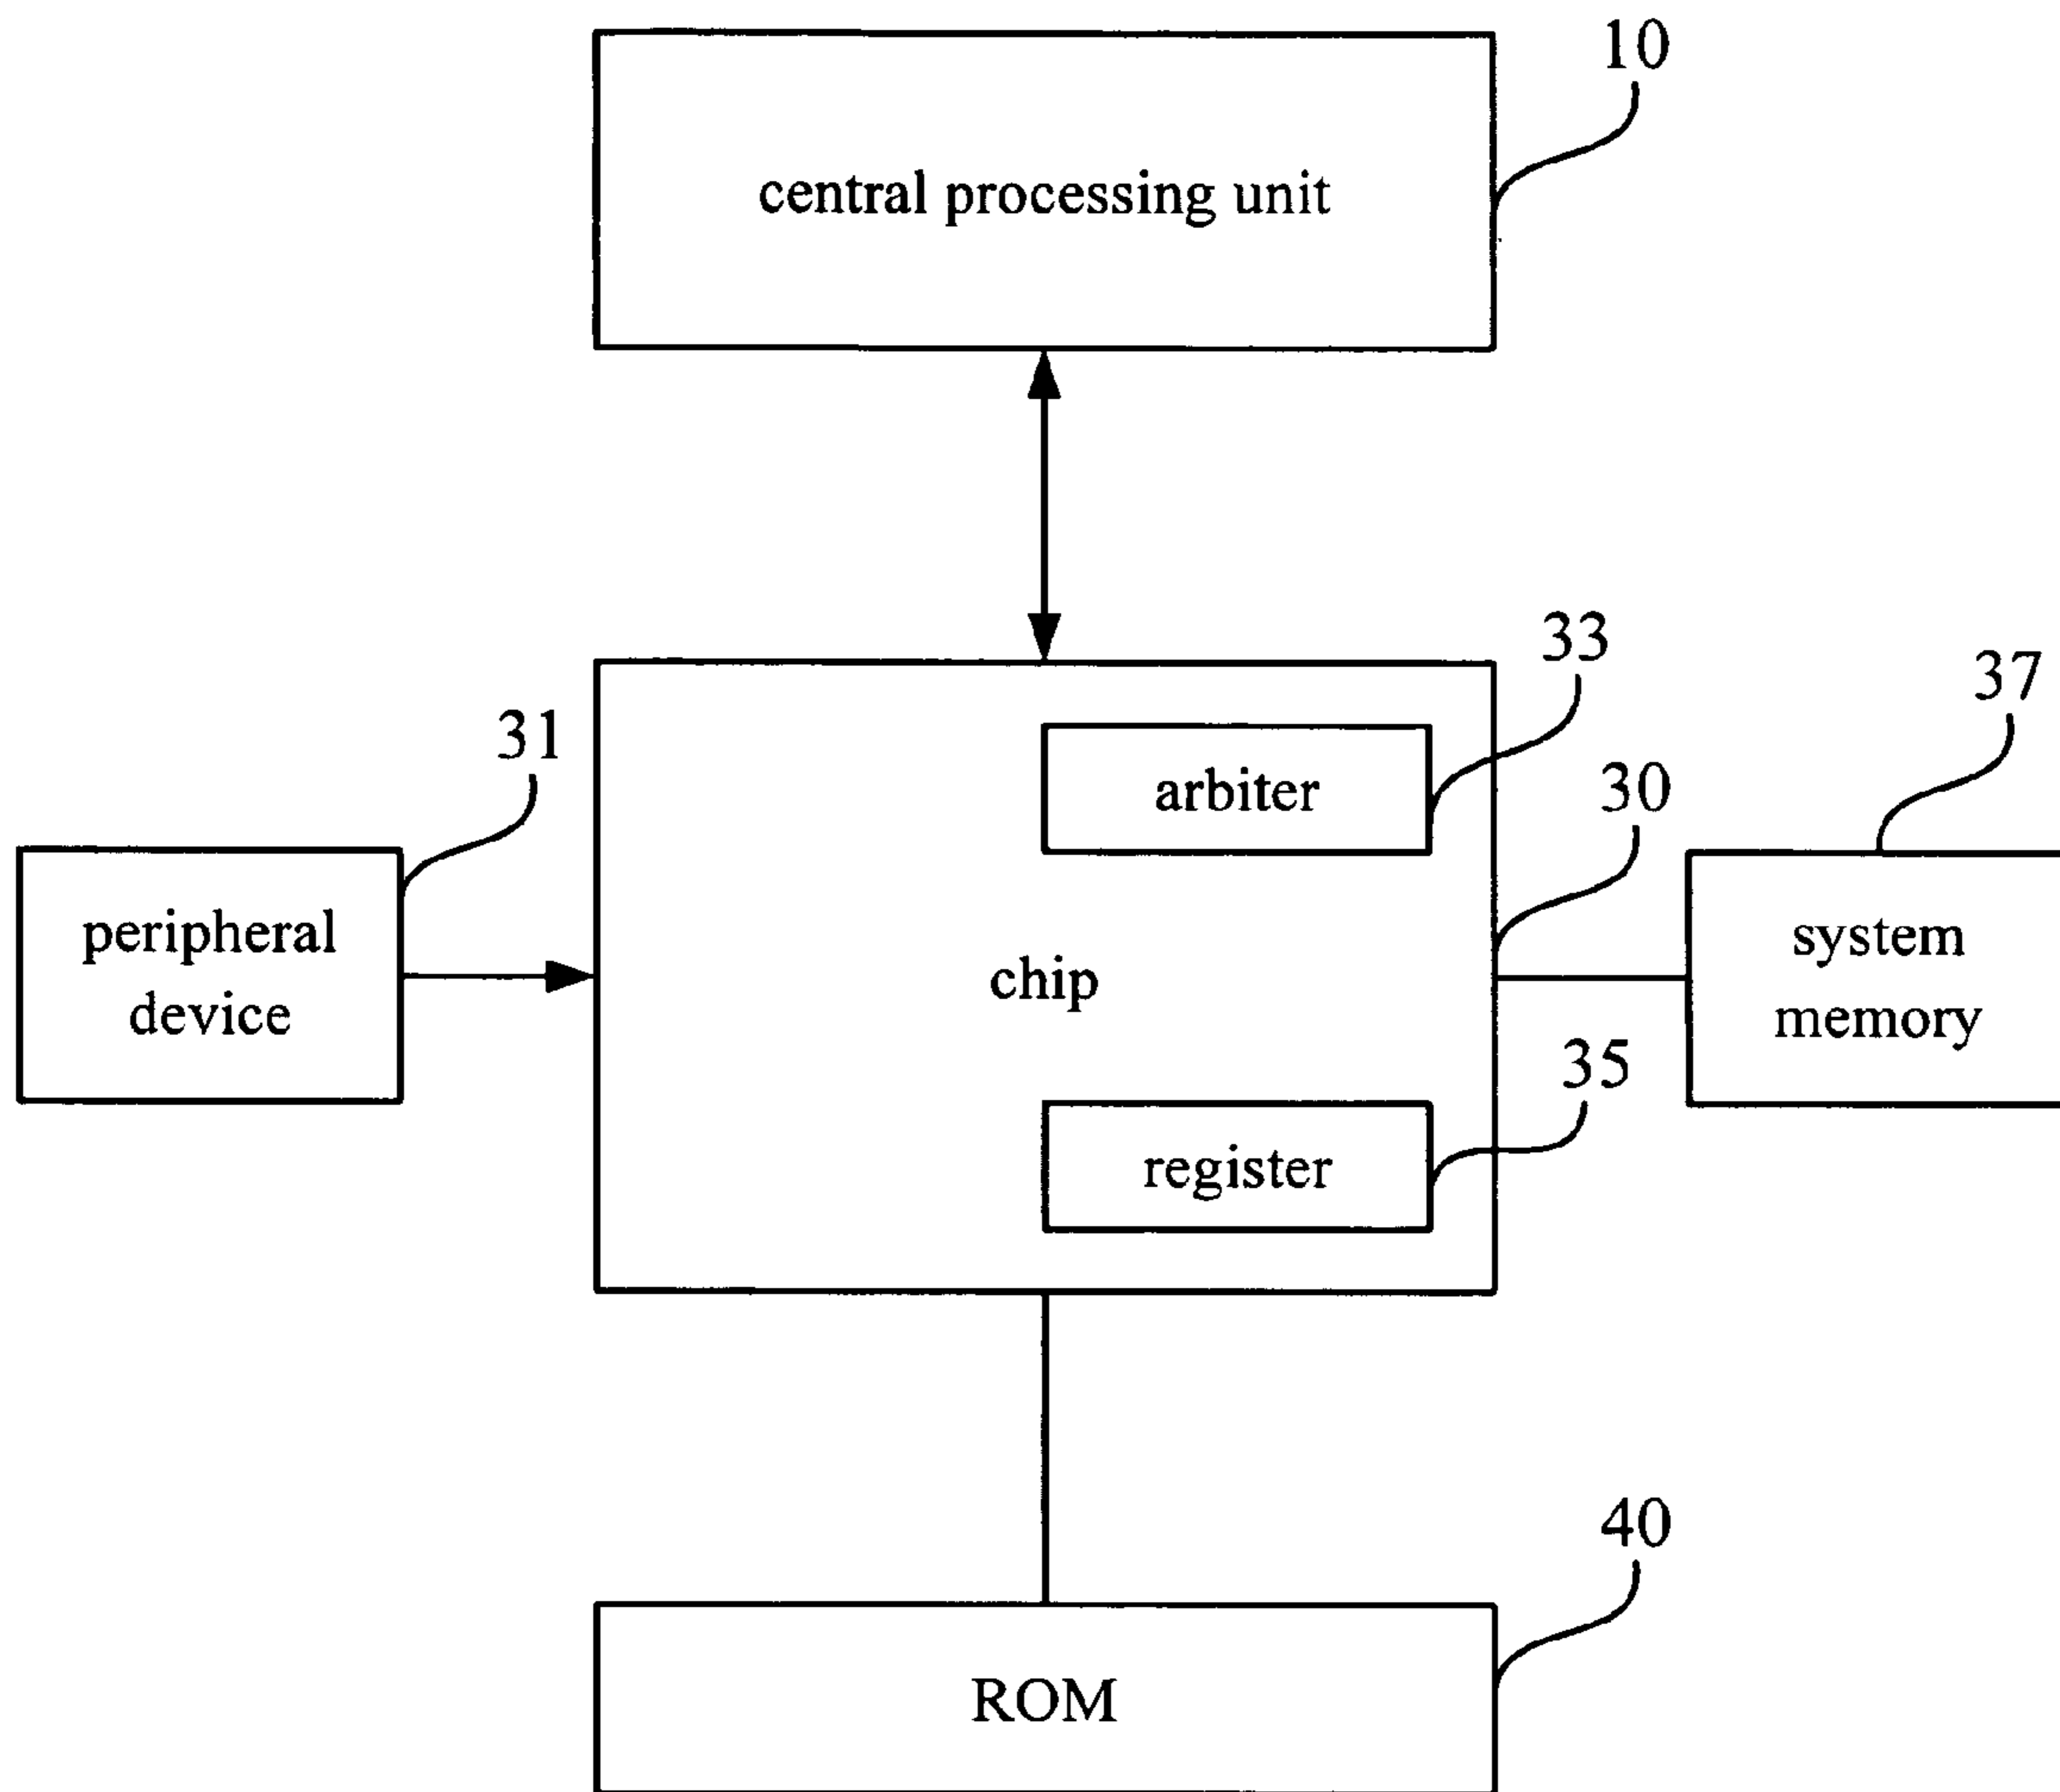 10
central processing unit
33
37
31
arbiter
30
peripheral
device
chip
system
memory
35
register
40
ROM